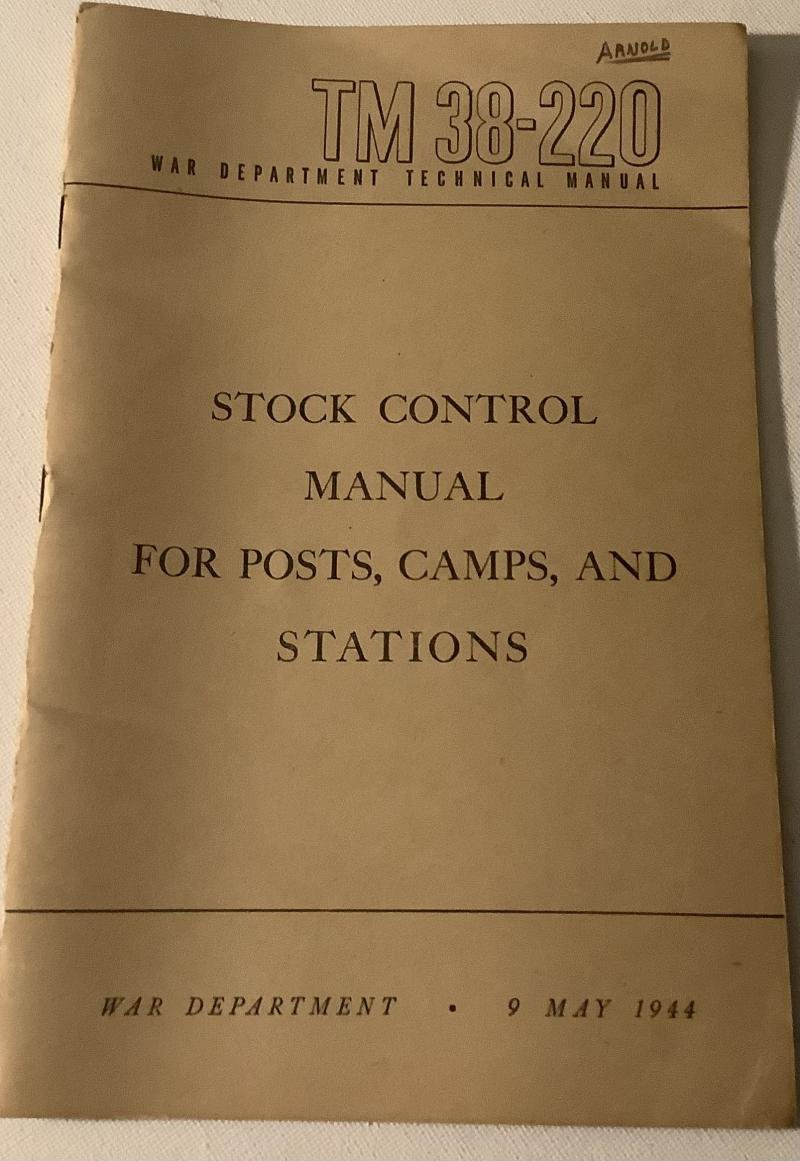 ARNOLD
TM 38-220
WAR DEPARTMENT TECHNICAL MANUAL
STOCK CONTROL
MANUAL
FOR POSTS, CAMPS, AND
STATIONS
WAR DEPARTMENT • 9 MAY 1944